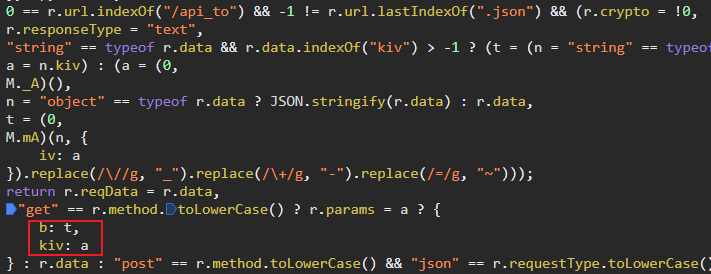 0 == r.url.indexOf("/api_to") && -1 != r.url.lastIndexOf(".json") && (r.crypto = !0,
r.responseType = "text",
"string" == typeof r.data && r.data.indexOf("kiv") > -1 ? (t = (n = "string" == typeof
a = n.kiv) : (a = (0,
M._A)(),
n = "object" == typeof r.data ? JSON.stringify(r.data) : r.data,
t = (0,
M.mA)(n, {
iv: a
}).replace(/\//g, "_").replace(/\+/g, "-").replace(/=/g, "~")));
return r.reqData = r.data,
"get" == r.method.toLowerCase() ? r.params = a ? {
b: t,
kiv: a
} : r.data : "post" == r.method.toLowerCase() && "json" == r.requestType.toLowerCase()